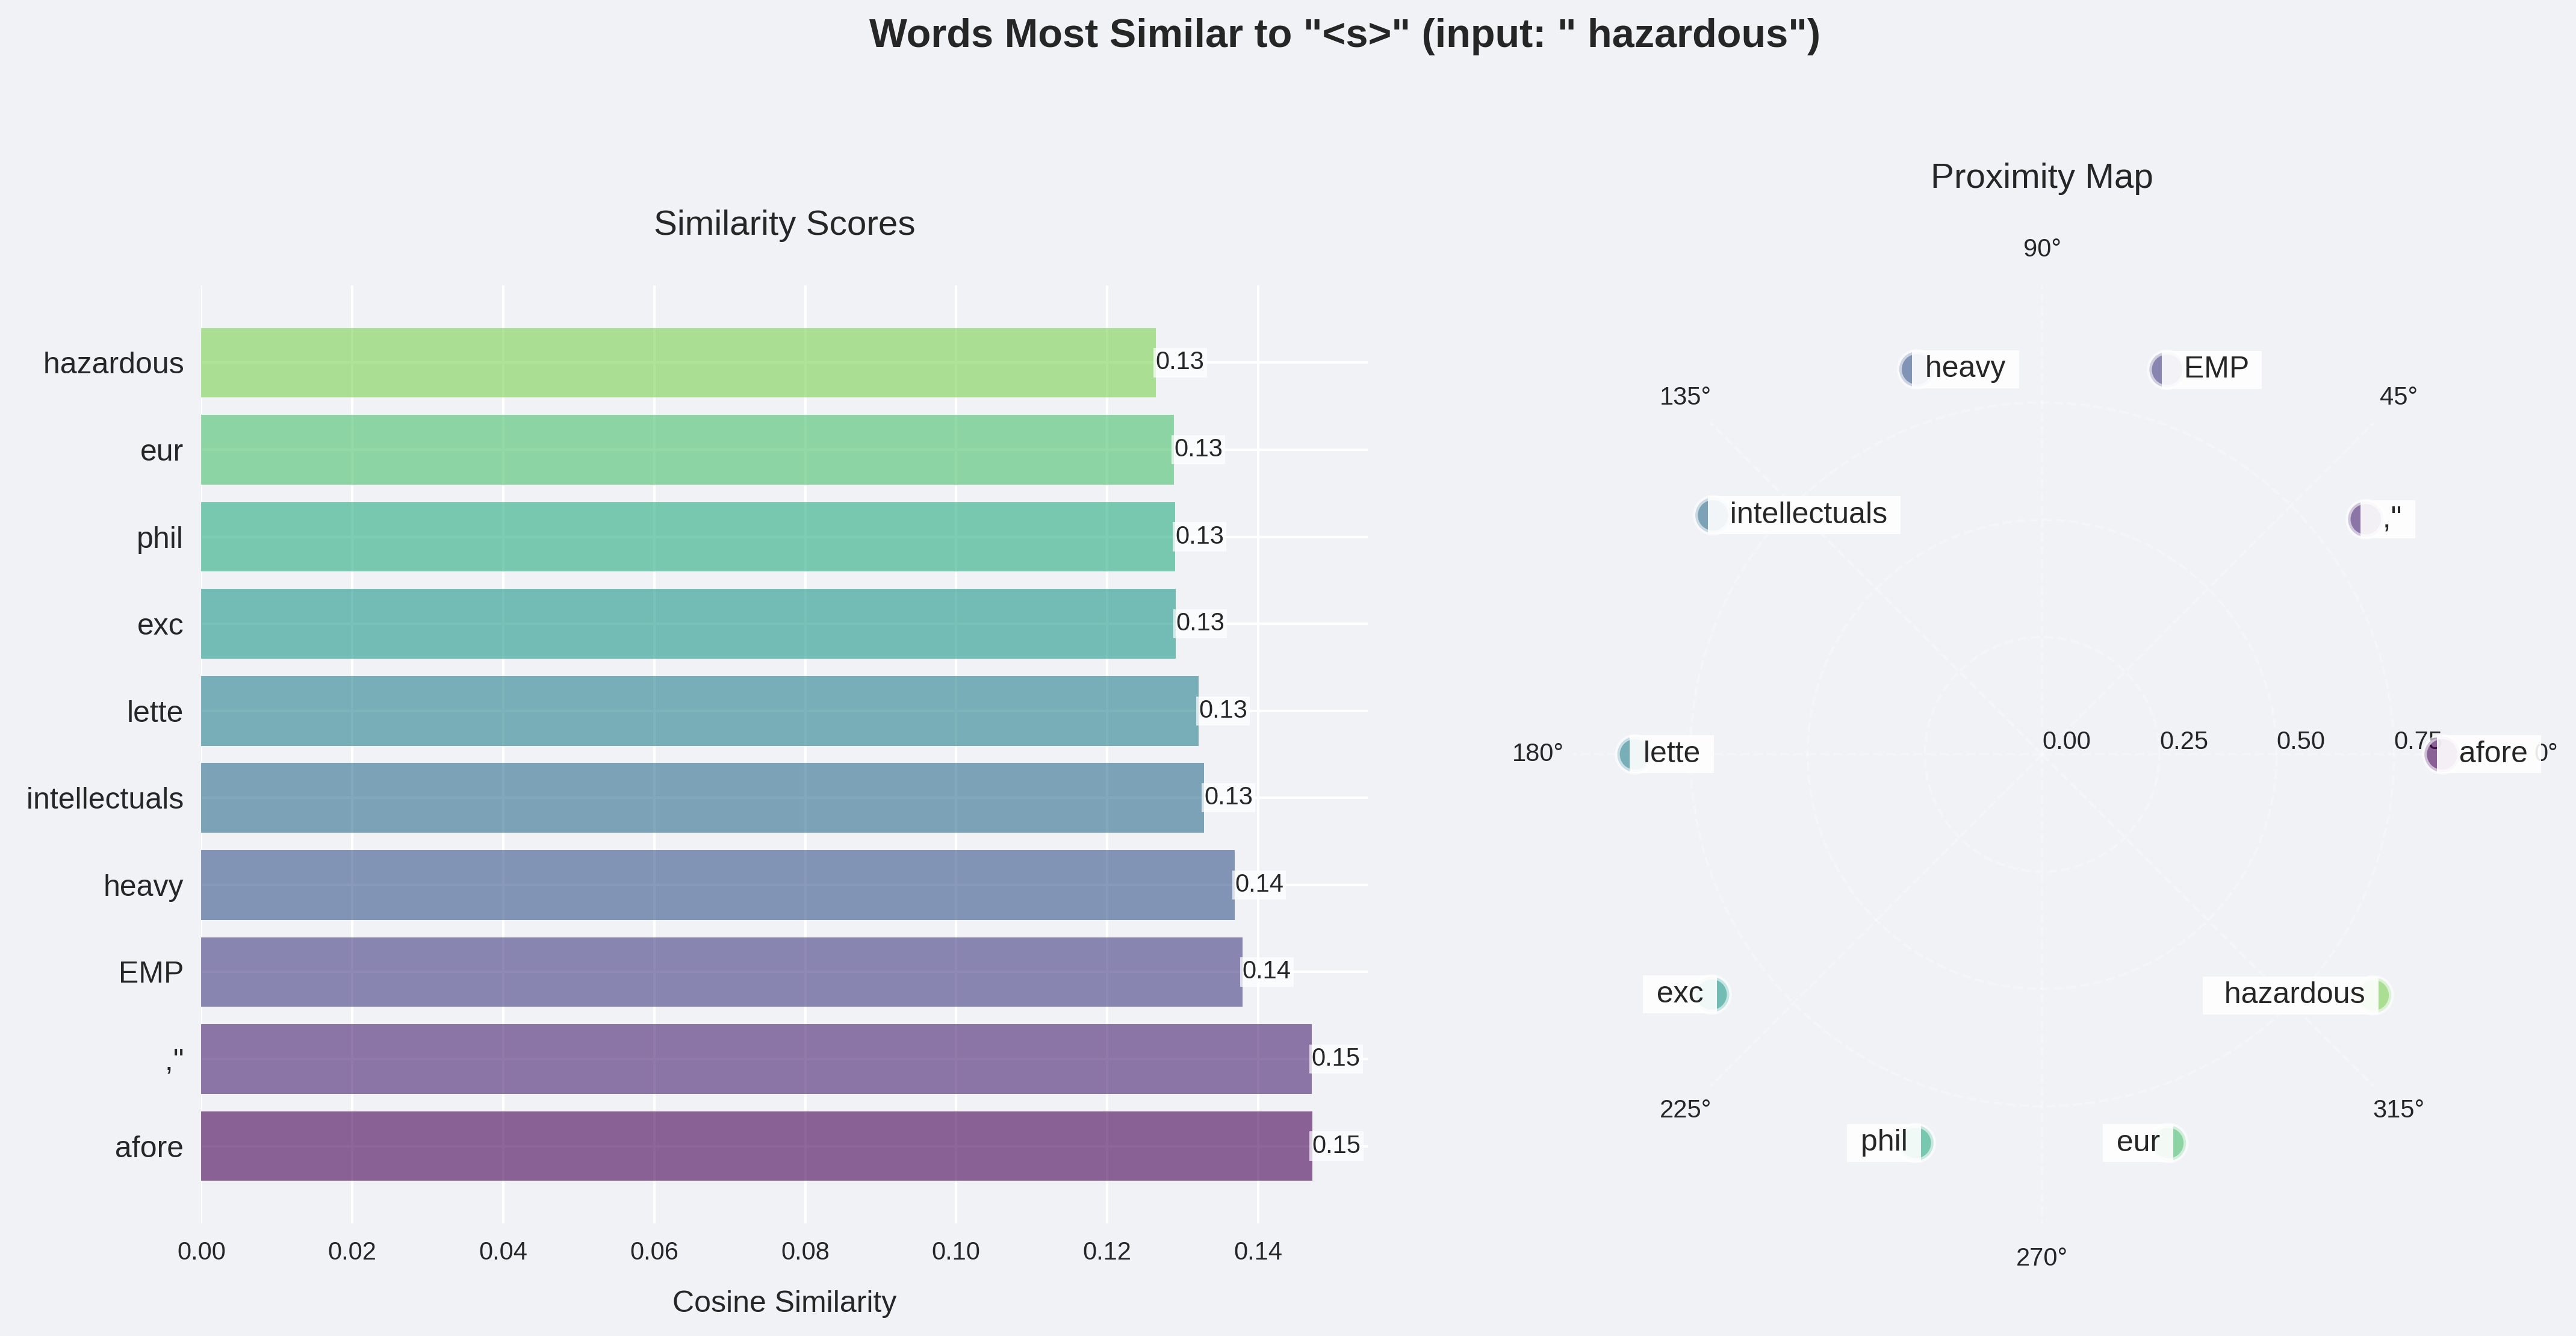 Words Most Similar to "<s>" (input: " hazardous")
Similarity Scores
hazardous
eur
phil
exc
lette
intellectuals
heavy
EMP
,"
afore
0.13
0.13
0.13
0.13
0.13
0.13
0.14
0.14
0.15
0.15
0.00 0.02 0.04 0.06 0.08 0.10 0.12 0.14
Cosine Similarity
Proximity Map
90°
heavy EMP
135° 45°
intellectuals ,"
0.00 0.25 0.50 0.75
180° lette afore 0°
exc hazardous
225° 315°
phil eur
270°